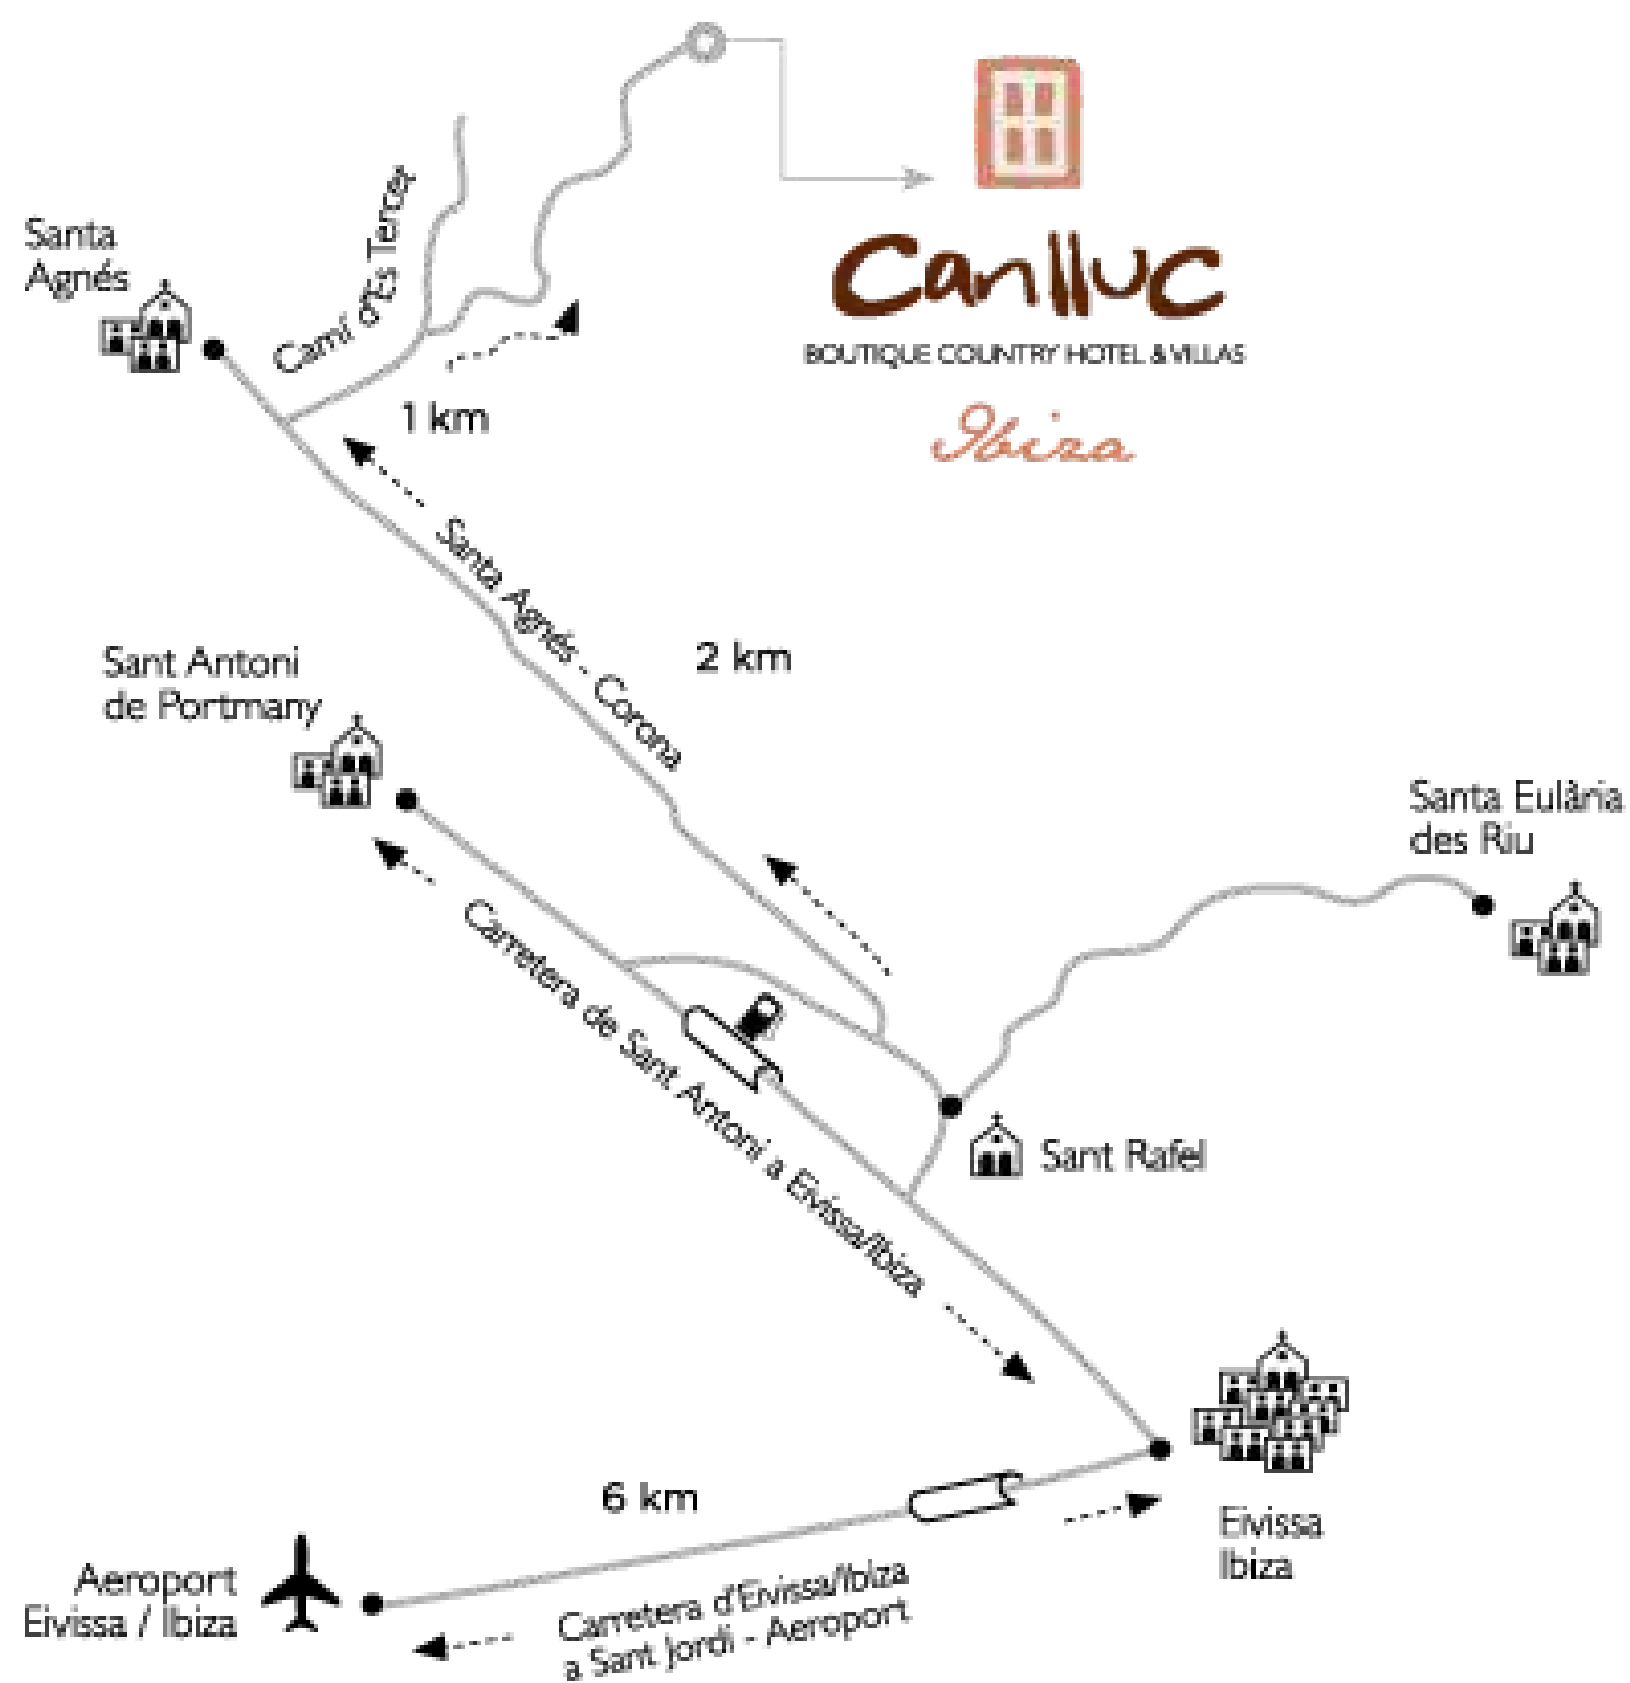 Canlluc
BOUTIQUE COUNTRY HOTEL & VILLAS
Ibiza
Santa
Agnés
Camí d'Es Tercer
1 km
Santa Agnés - Corona
2 km
Sant Antoni
de Portmany
Santa Eulària
des Riu
Carretera de Sant Antoni a Eivissa/Ibiza
Sant Rafel
6 km
Eivissa
Ibiza
Aeroport
Eivissa / Ibiza
Carretera d'Eivissa/Ibiza
a Sant Jordi - Aeroport